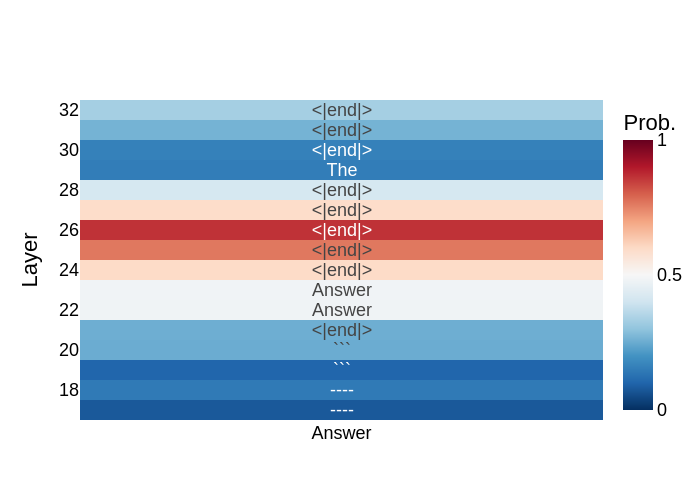 Prob.
32 <|end|> 1
<|end|>
30 <|end|>
The
28 <|end|>
<|end|>
26 <|end|>
<|end|>
24 <|end|> 0.5
Answer
22 Answer
<|end|>
20 ```
```
18 ----
---- 0
Answer
Layer